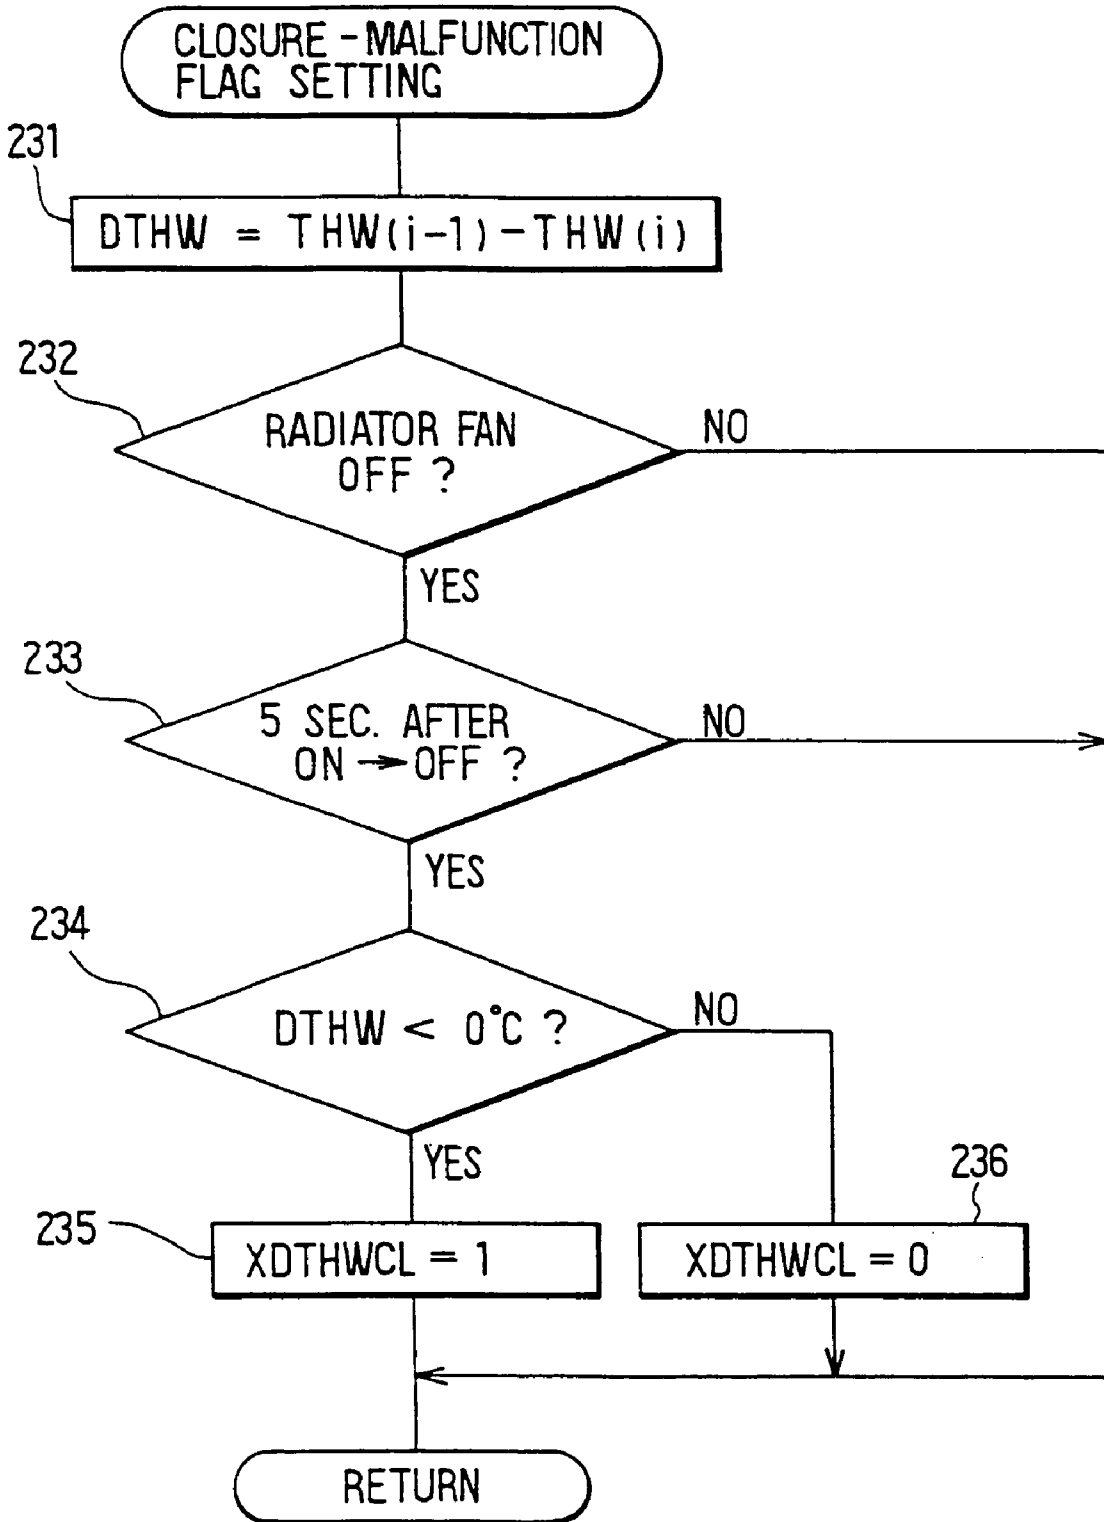 CLOSURE-MALFUNCTION
FLAG SETTING
231
DTHW = THW(i-1)-THW(i)
232
RADIATOR FAN
OFF ?
NO
YES
233
5 SEC. AFTER
ON → OFF ?
NO
YES
234
DTHW < 0°C ?
NO
YES
235
XDTHWCL = 1
236
XDTHWCL = 0
RETURN